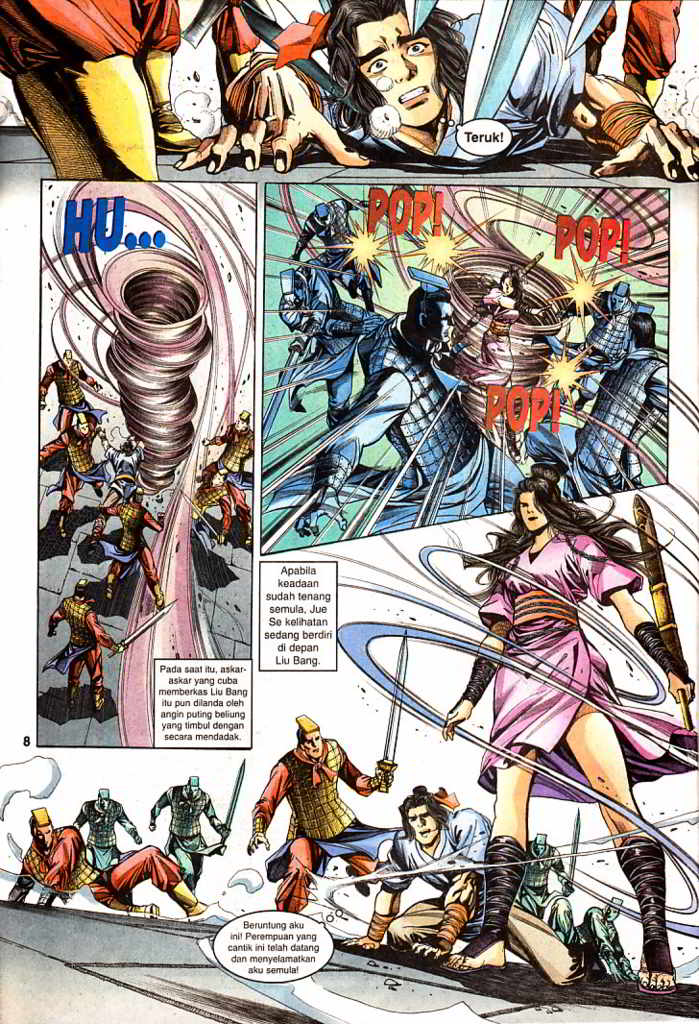 Teruk!
HU...
POP!
POP!
POP!
POP!
Pada saat itu, askar-
askar yang cuba
memberkas Liu Bang
itu pun dilanda oleh
angin puting beliung
yang timbul dengan
secara mendadak.
Apabila
keadaan
sudah tenang
semula, Jue
Se kelihatan
sedang berdiri
di depan
Liu Bang.
8
Beruntung aku
ini! Perempuan yang
cantik ini telah datang
dan menyelamatkan
aku semula!